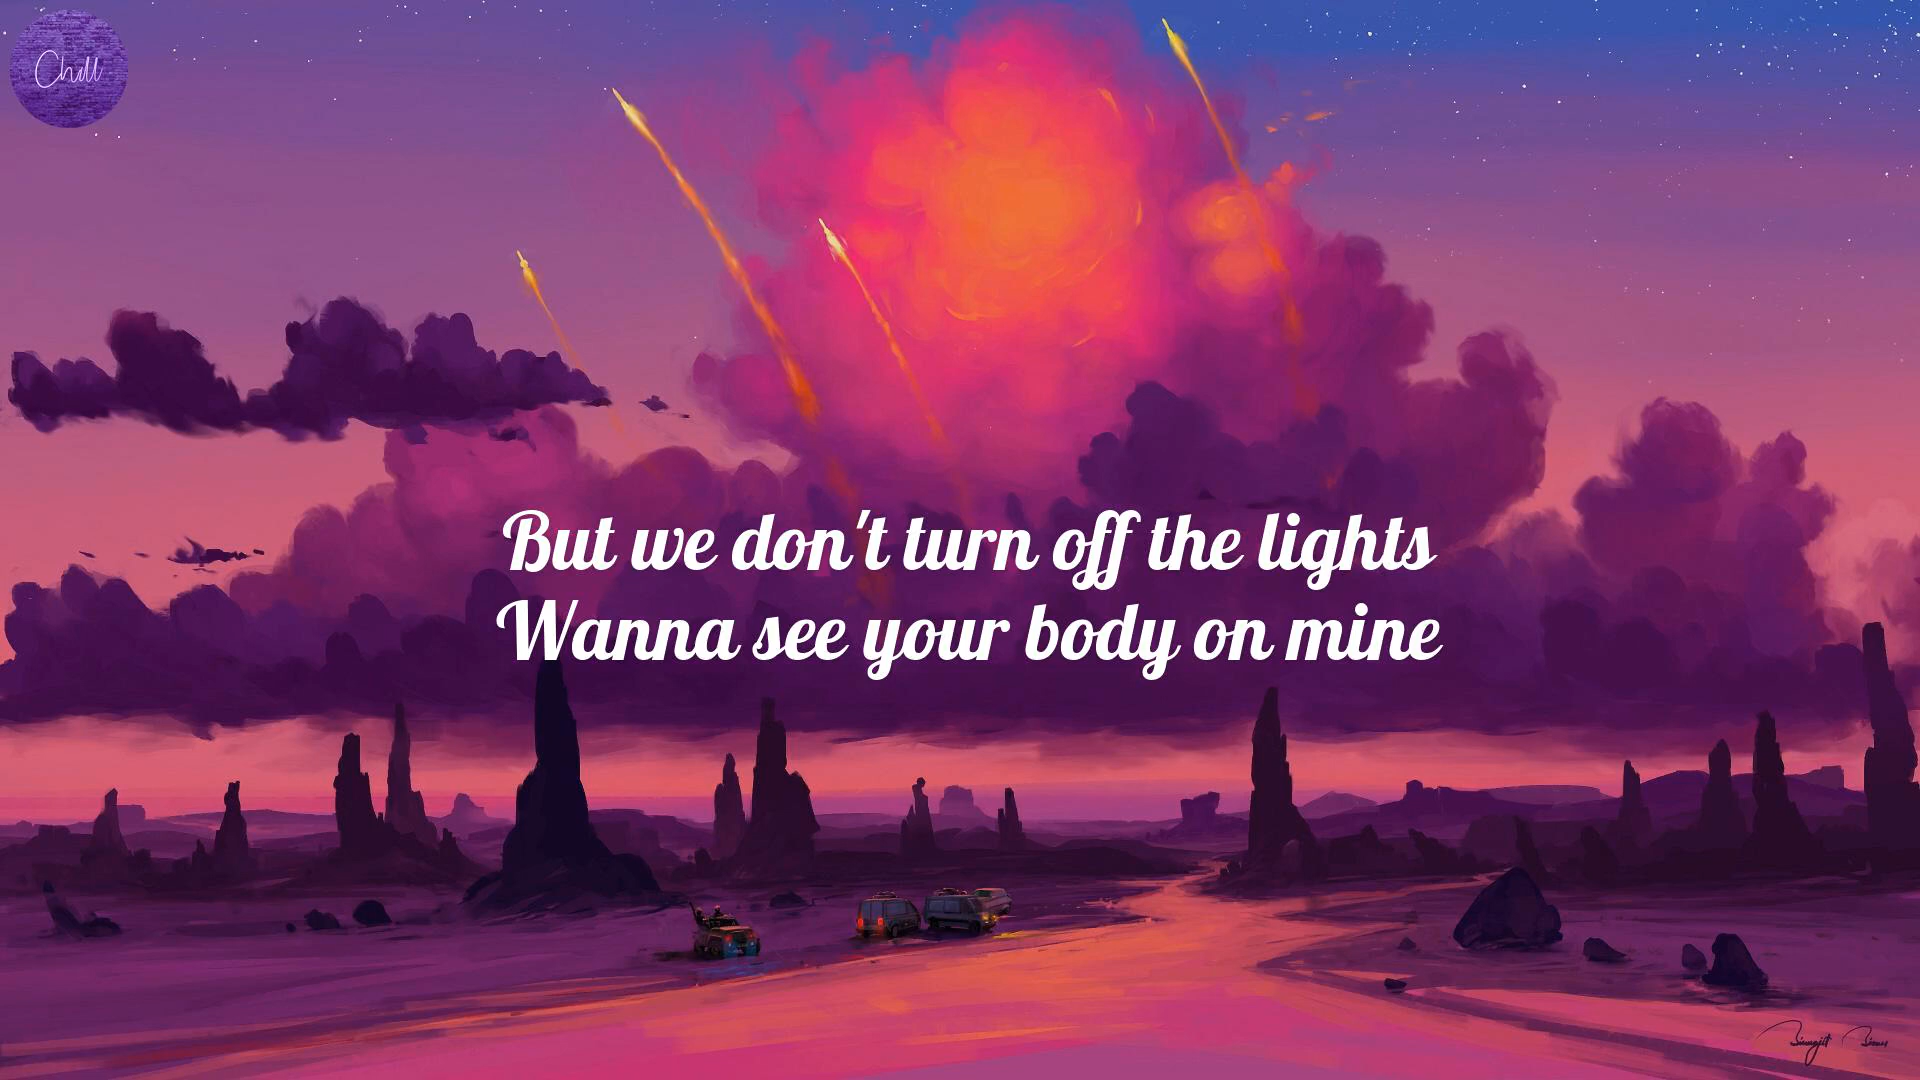 Chill
But we don't turn off the lights
Wanna see your body on mine